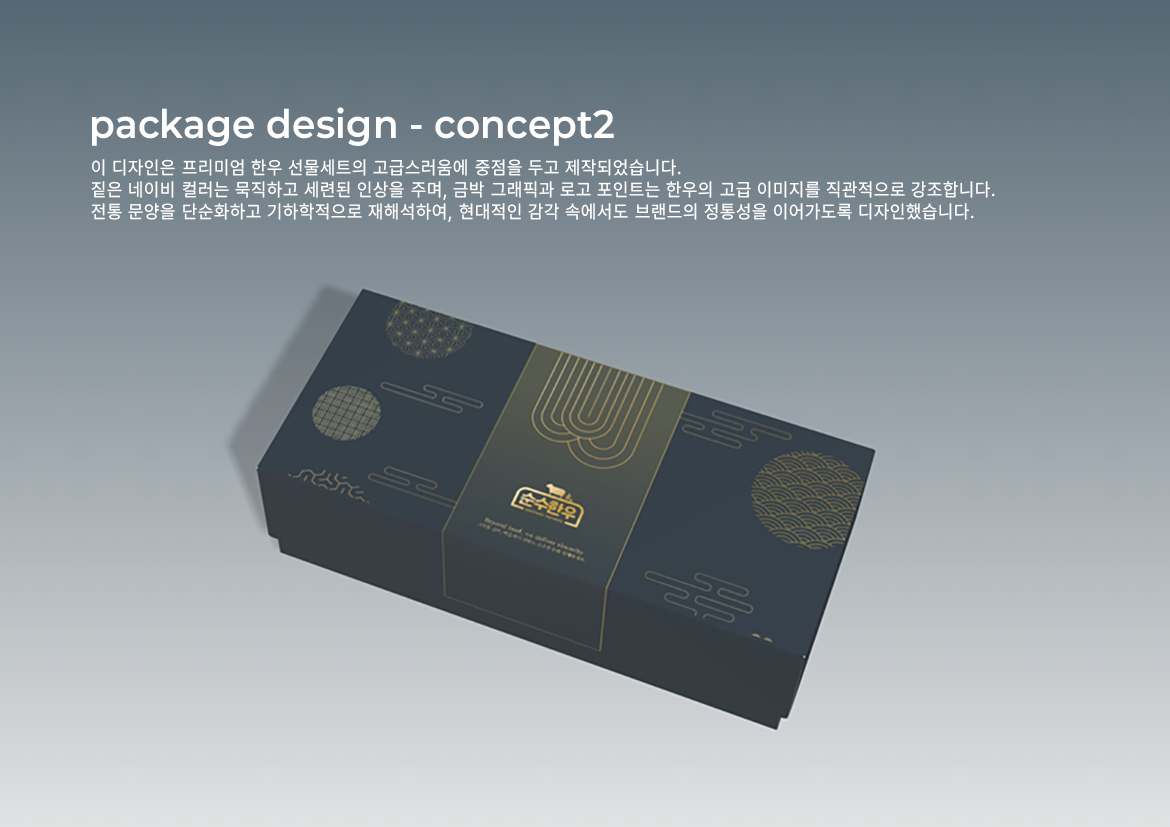 package design - concept2
이 디자인은 프리미엄 한우 선물세트의 고급스러움에 중점을 두고 제작되었습니다.
짙은 네이비 컬러는 묵직하고 세련된 인상을 주며, 금박 그래픽과 로고 포인트는 한우의 고급 이미지를 직관적으로 강조합니다.
전통 문양을 단순화하고 기하학적으로 재해석하여, 현대적인 감각 속에서도 브랜드의 정통성을 이어가도록 디자인했습니다.
순수한우
Beyond beef, we deliver sincerity